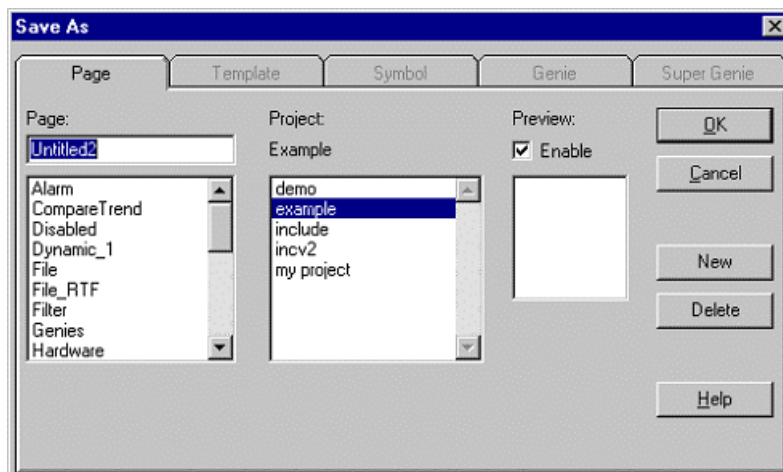 Save As
Page
Template
Symbol
Genie
Super Genie
Page:
Untitled2
Alarm
CompareTrend
Disabled
Dynamic_1
File
File_RTF
Filter
Genies
Hardware
Project:
Example
demo
example
include
incv2
my project
Preview:
Enable
OK
Cancel
New
Delete
Help